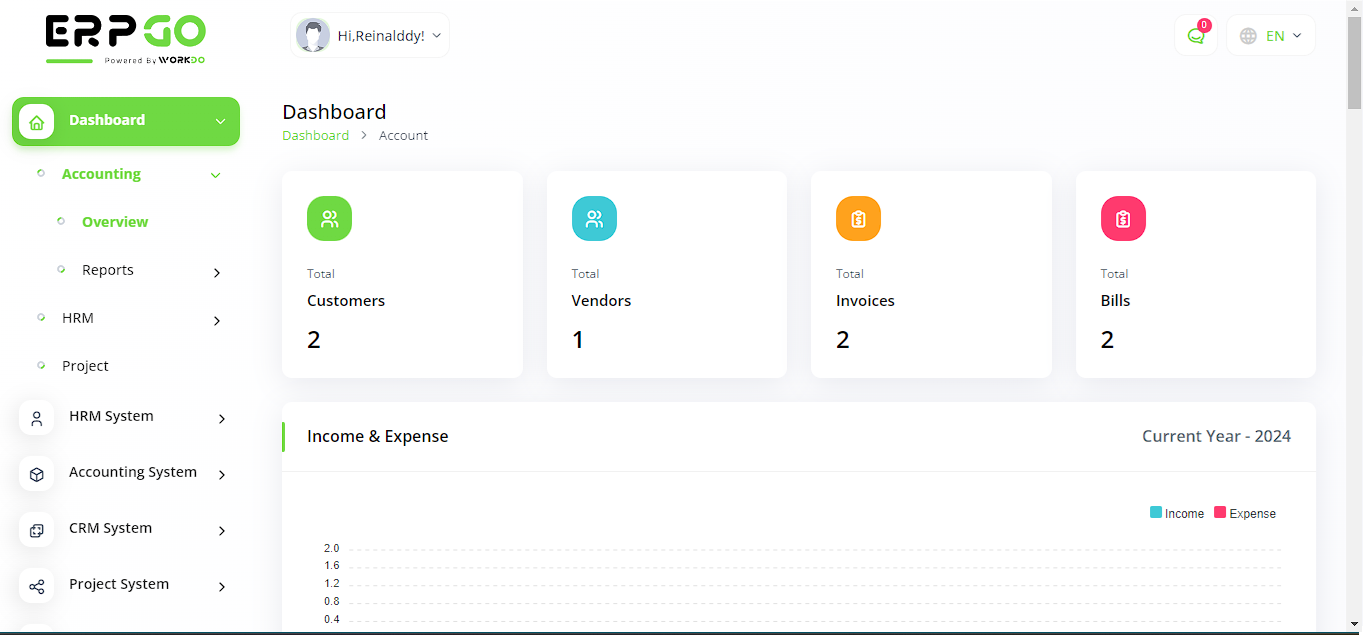 ERPGO
Powered By WORKDO
Hi,Reinalddy!
0
EN
Dashboard
Accounting
Overview
Reports
HRM
Project
HRM System
Accounting System
CRM System
Project System
Dashboard
Dashboard > Account
Total
Customers
2
Total
Vendors
1
Total
Invoices
2
Total
Bills
2
Income & Expense
Current Year - 2024
Income Expense
2.0
1.6
1.2
0.8
0.4